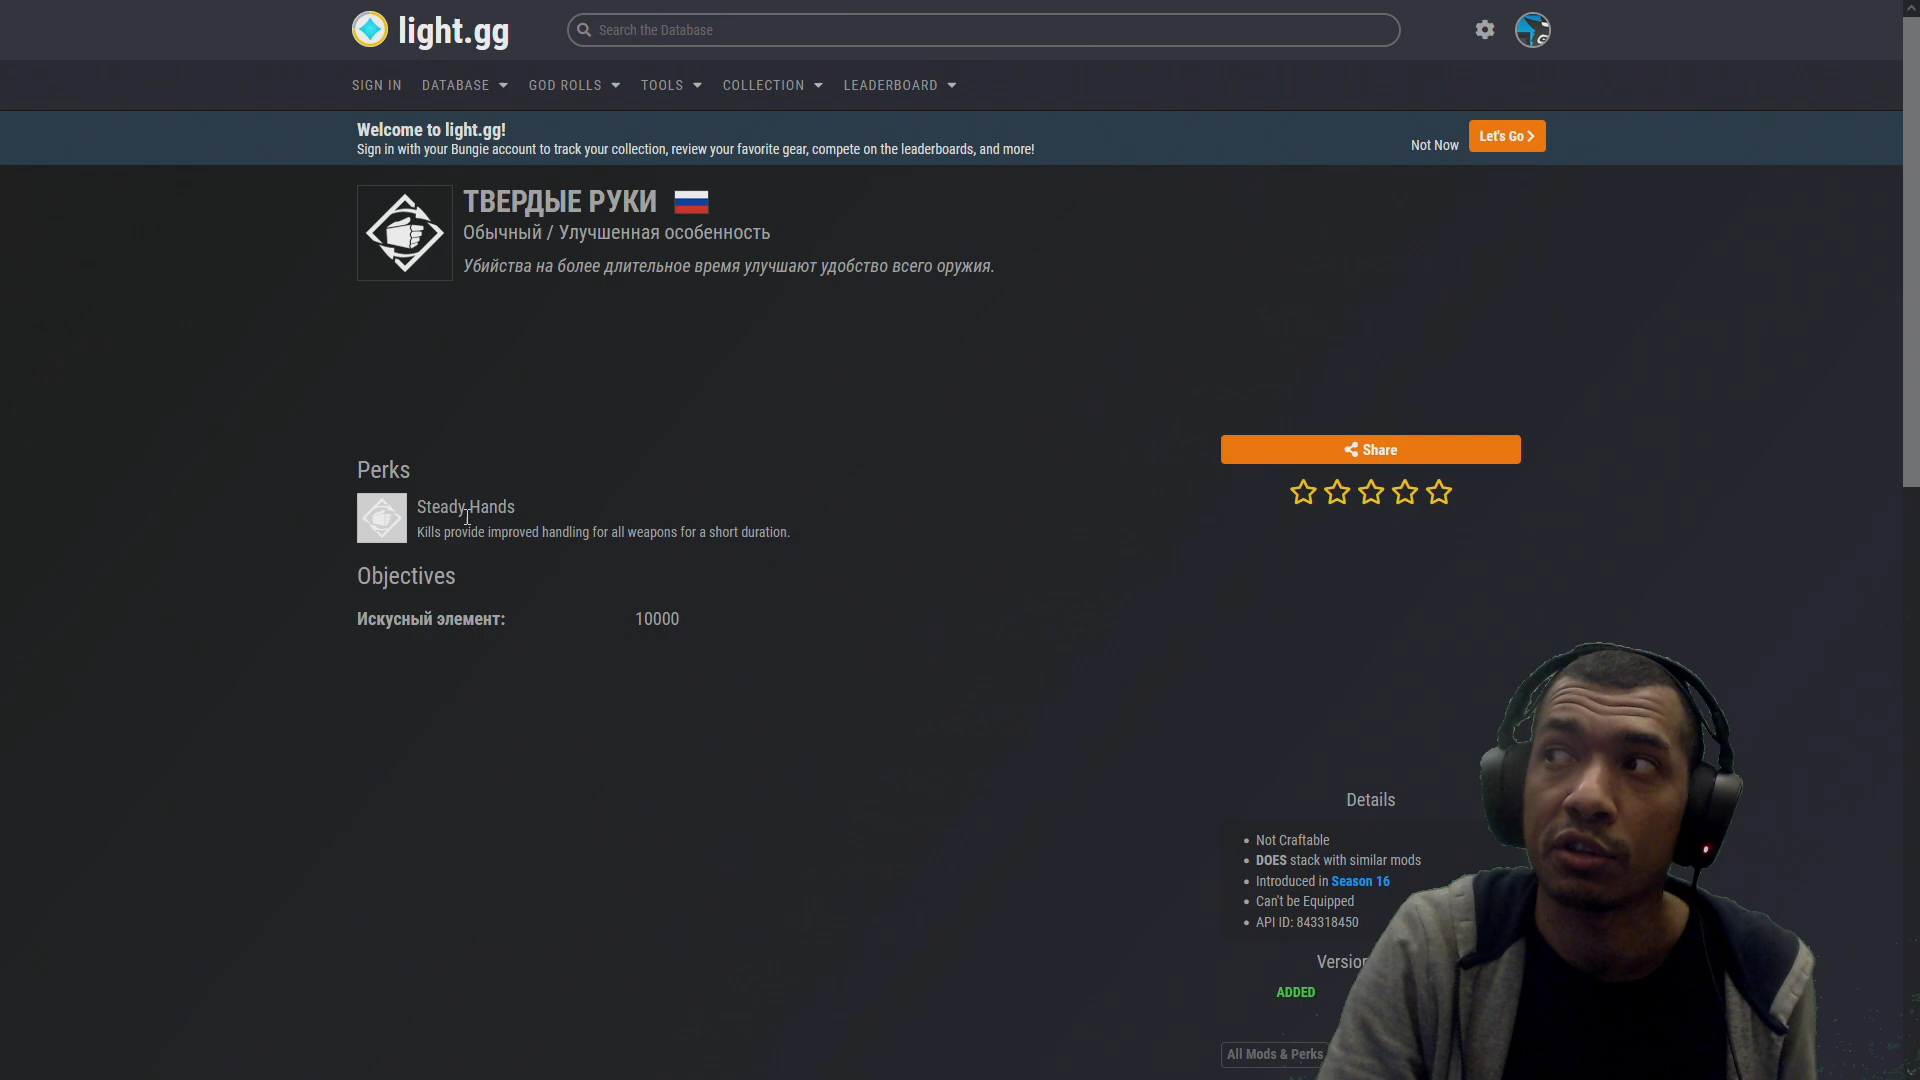 light.gg
Search the Database
SIGN IN DATABASE GOD ROLLS TOOLS COLLECTION LEADERBOARD
Welcome to light.gg!
Sign in with your Bungie account to track your collection, review your favorite gear, compete on the leaderboards, and more!
Not Now
Let's Go
ТВЕРДЫЕ РУКИ
Обычный / Улучшенная особенность
Убийства на более длительное время улучшают удобство всего оружия.
Share
Perks
Steady Hands
Kills provide improved handling for all weapons for a short duration.
Objectives
Искусный элемент: 10000
Details
Not Craftable
DOES stack with similar mods
Introduced in Season 16
Can't be Equipped
API ID: 843318450
ADDED
All Mods & Perks